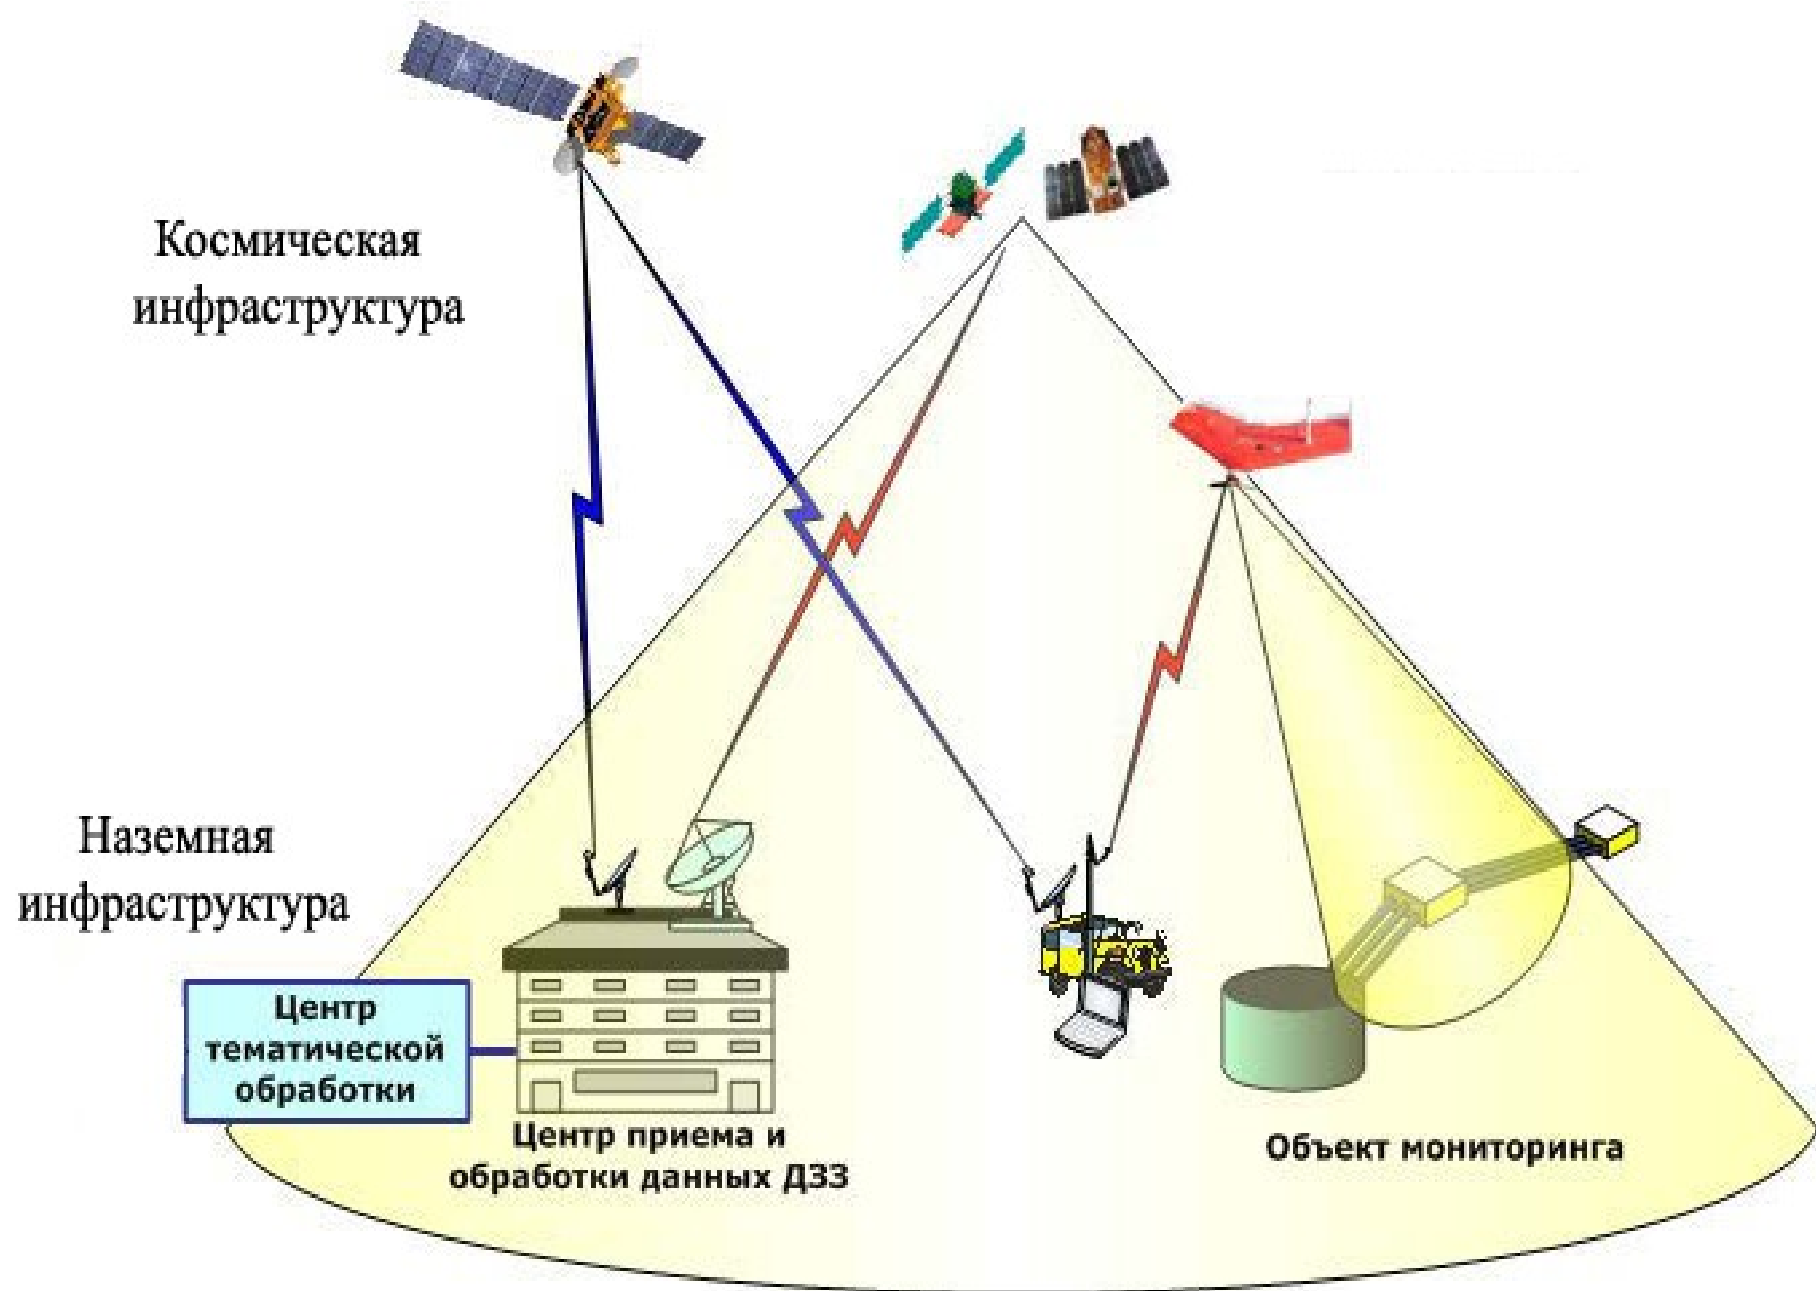 Космическая
инфраструктура
Наземная
инфраструктура
Центр
тематической
обработки
Центр приема и
обработки данных ДЗЗ
Объект мониторинга